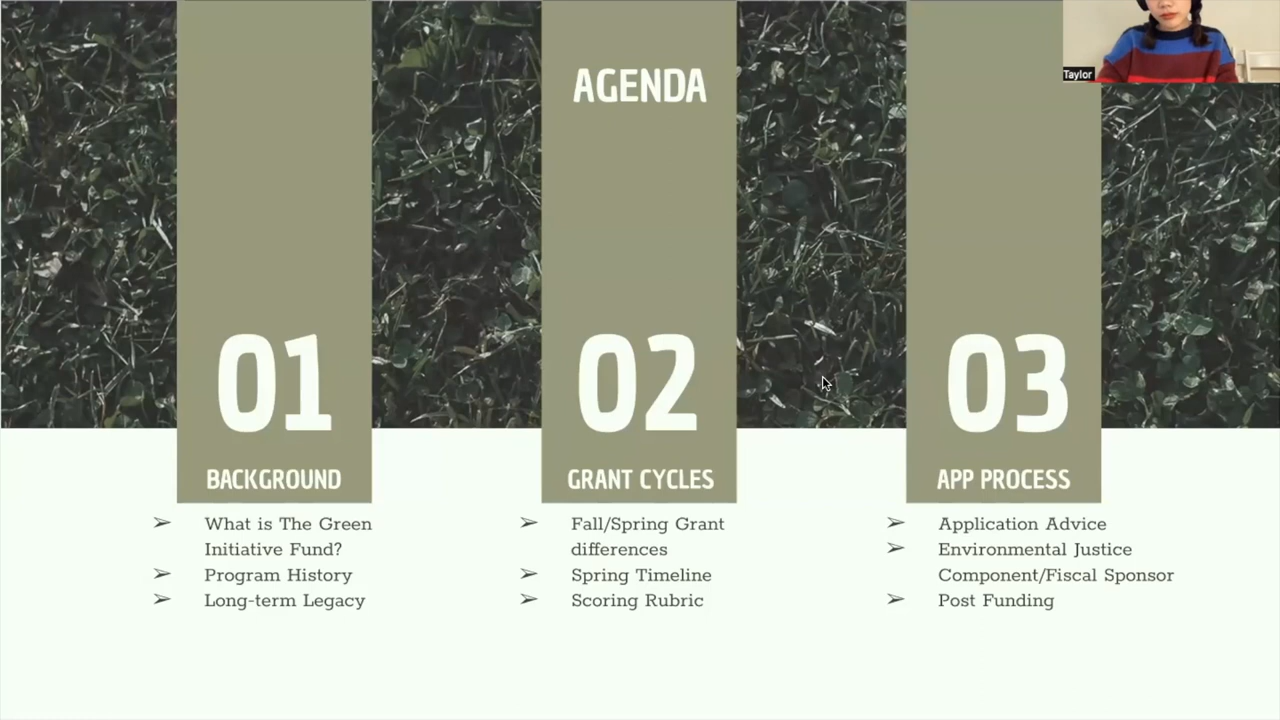 AGENDA
Taylor
01
BACKGROUND
➢ What is The Green
Initiative Fund?
➢ Program History
➢ Long-term Legacy
02
GRANT CYCLES
➢ Fall/Spring Grant
differences
➢ Spring Timeline
➢ Scoring Rubric
03
APP PROCESS
➢ Application Advice
➢ Environmental Justice
Component/Fiscal Sponsor
➢ Post Funding